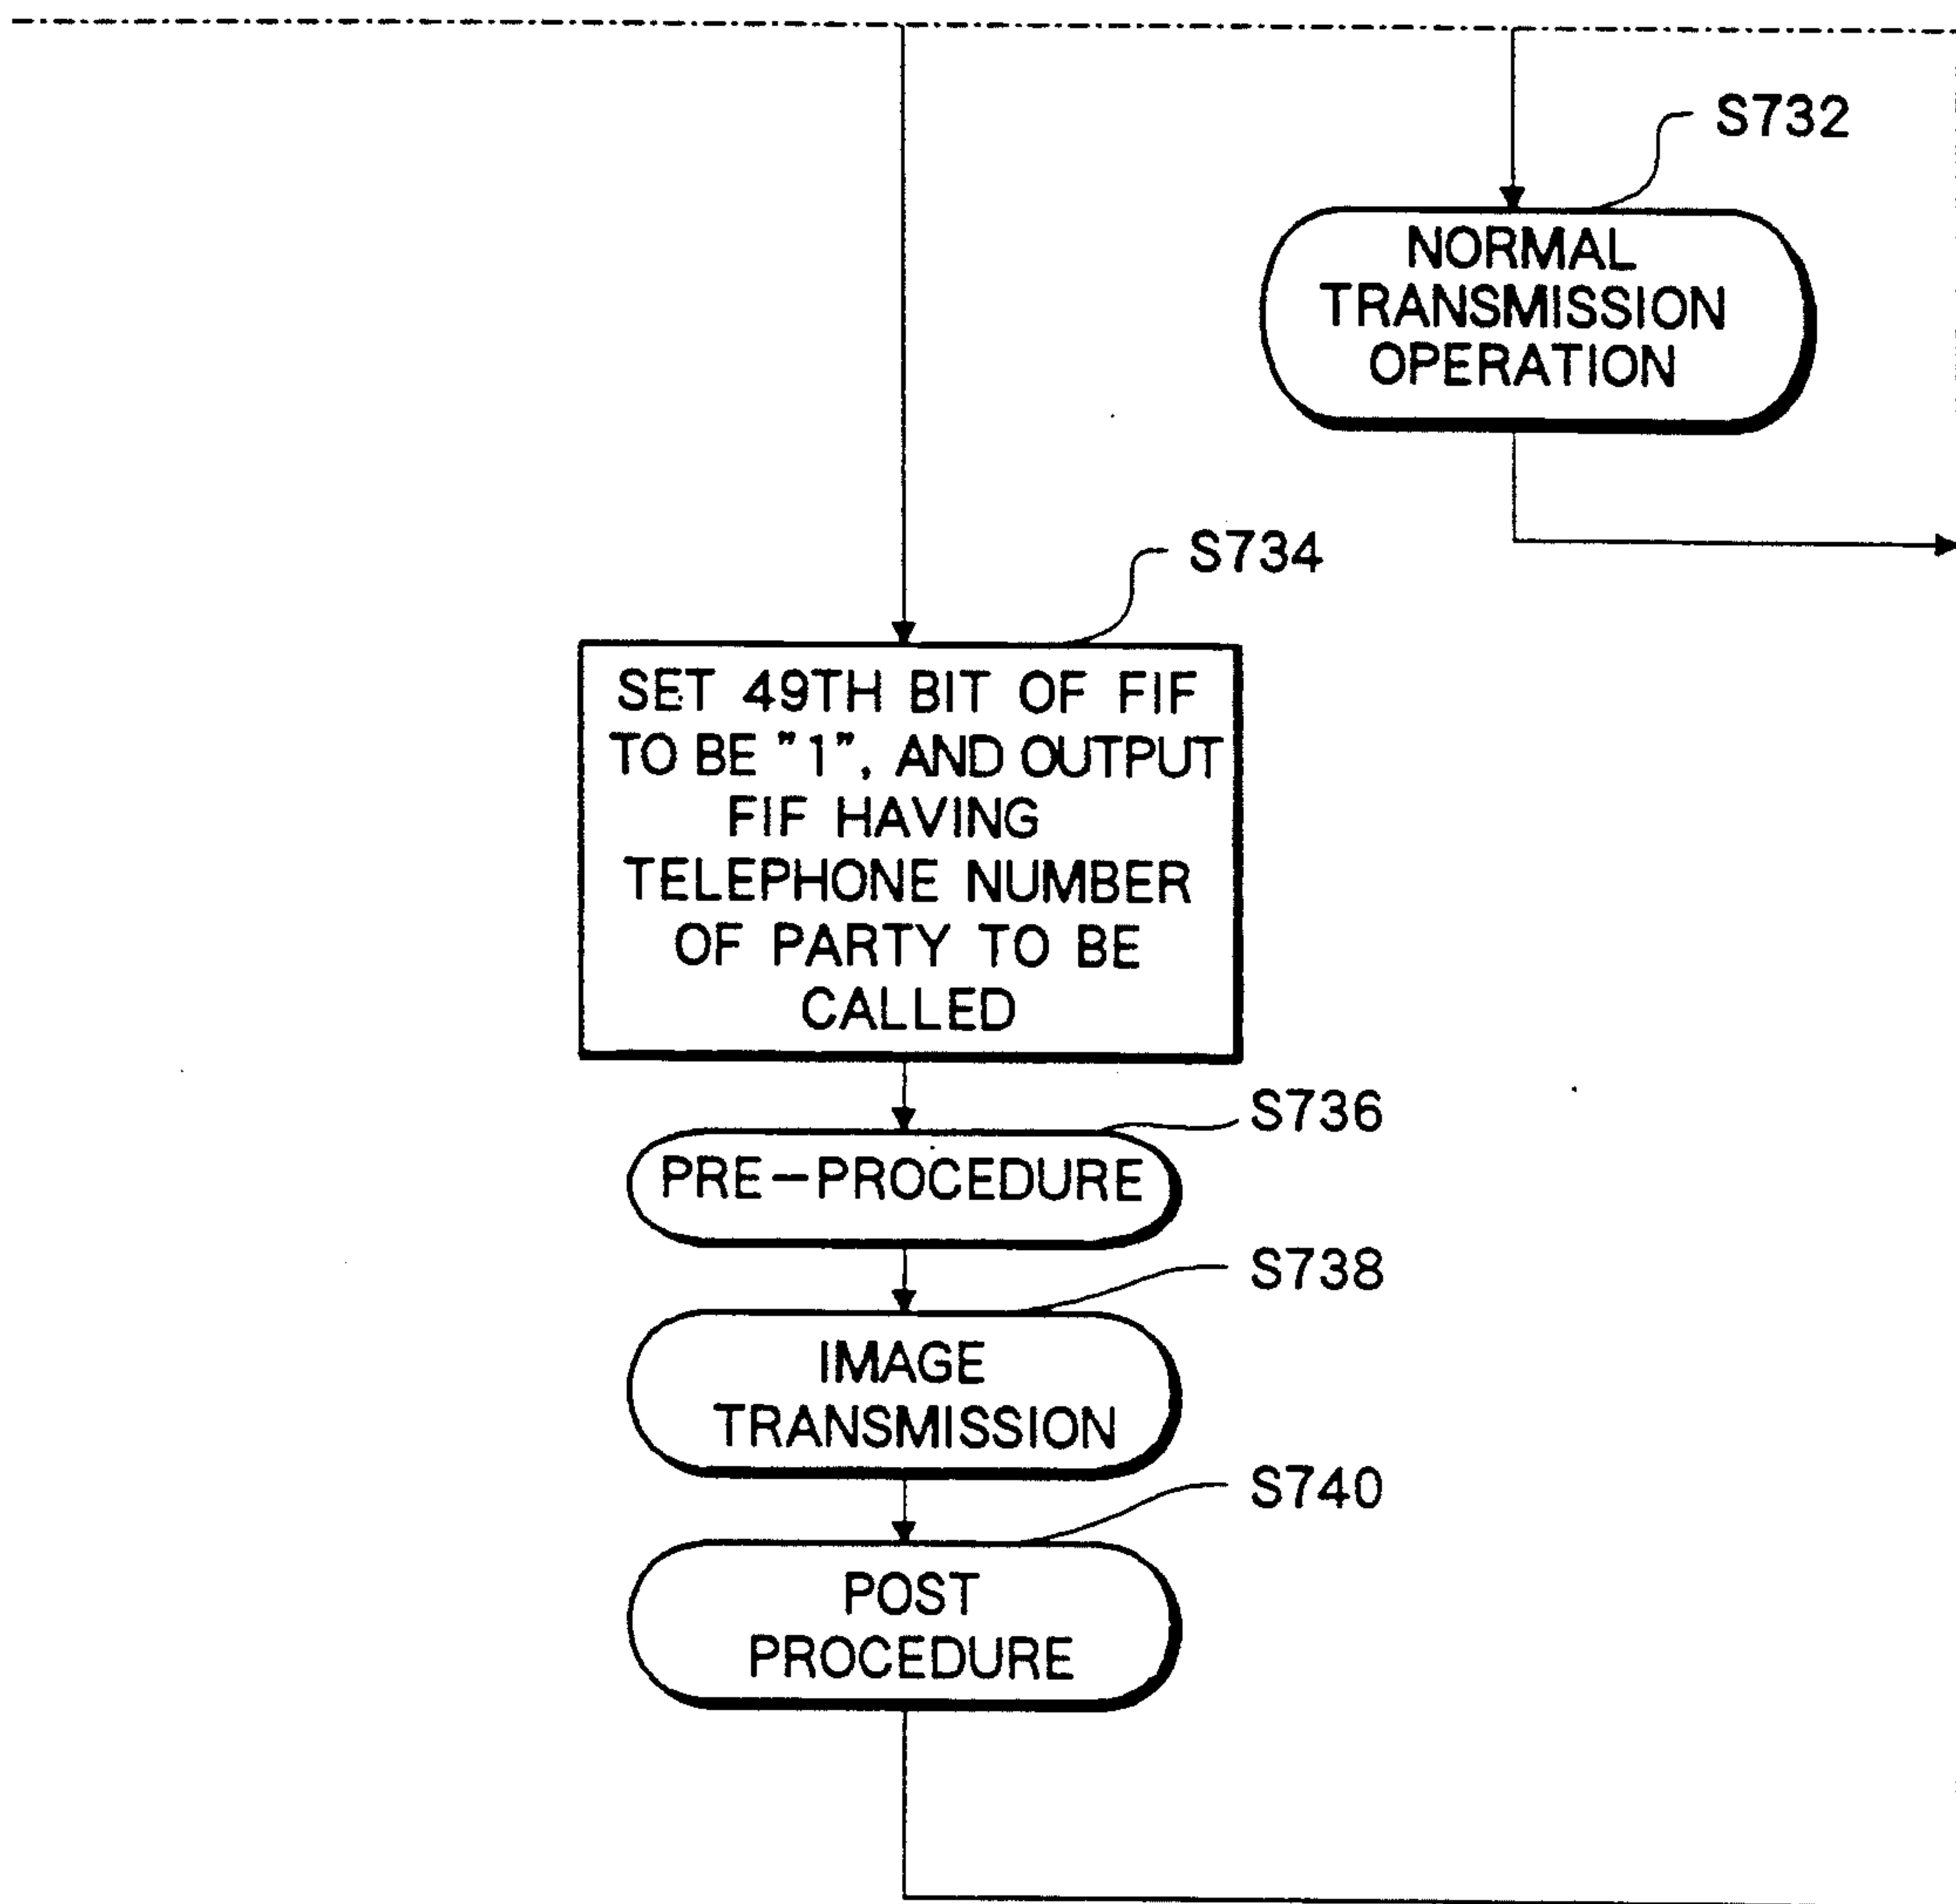 S732
NORMAL
TRANSMISSION
OPERATION
S734
SET 49TH BIT OF FIF
TO BE "1", AND OUTPUT
FIF HAVING
TELEPHONE NUMBER
OF PARTY TO BE
CALLED
S736
PRE-PROCEDURE
S738
IMAGE
TRANSMISSION
S740
POST
PROCEDURE